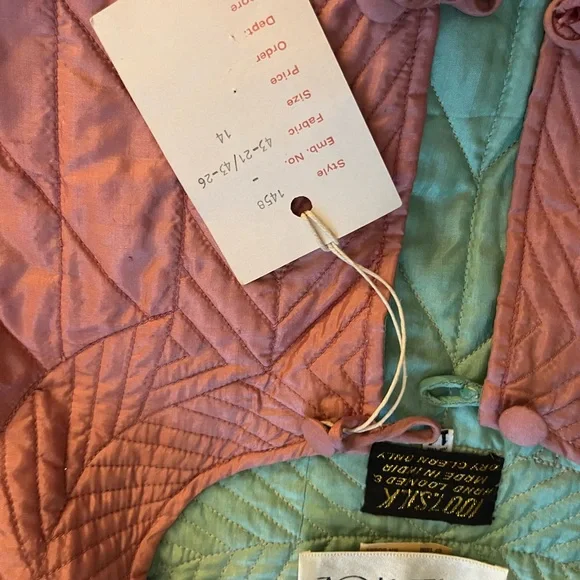 Style 1458
Emb. No. -
Fabric 43-21/43-26
Size 14
Price
Order
Dept.
100%SILK
HAND LOOMED &
MADE IN INDIA
DRY CLEAN ONLY